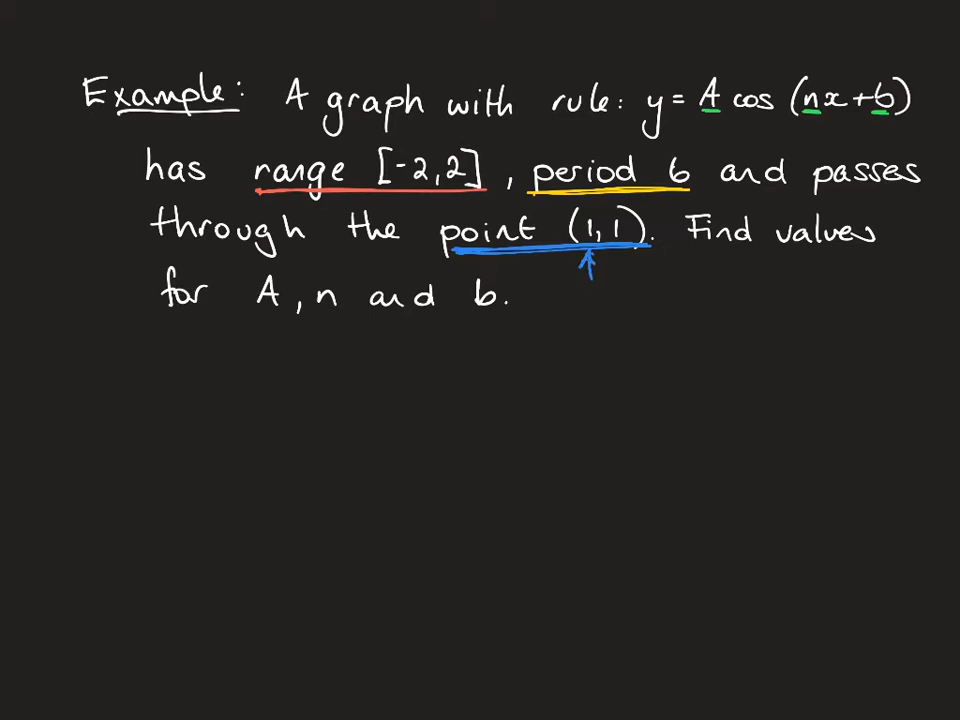 Example: A graph with rule: y = A cos (nx+b)
has range [-2,2], period 6 and passes
through the point (1,1). Find values
for A, n and b.